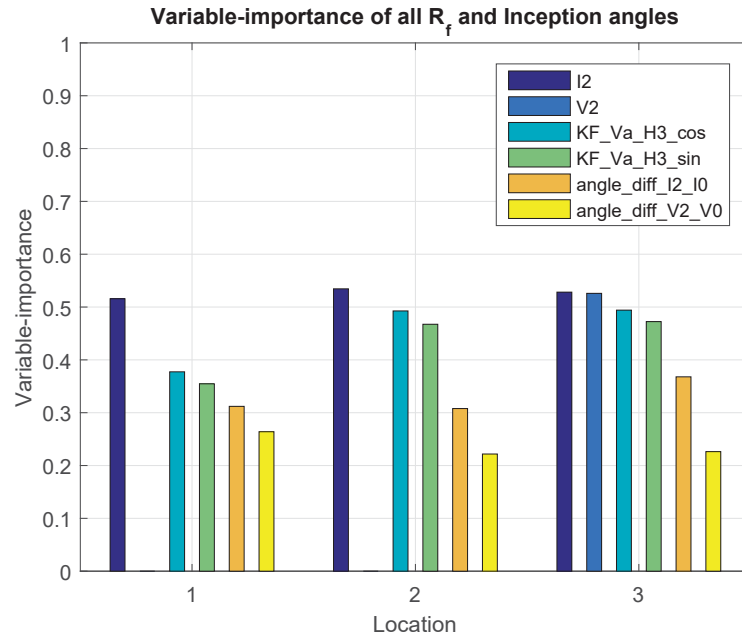 Variable-importance of all R_f and Inception angles
1
0.9
0.8
0.7
0.6
0.5
0.4
0.3
0.2
0.1
0
Variable-importance
I2
V2
KF_Va_H3_cos
KF_Va_H3_sin
angle_diff_I2_I0
angle_diff_V2_V0
1 2 3
Location